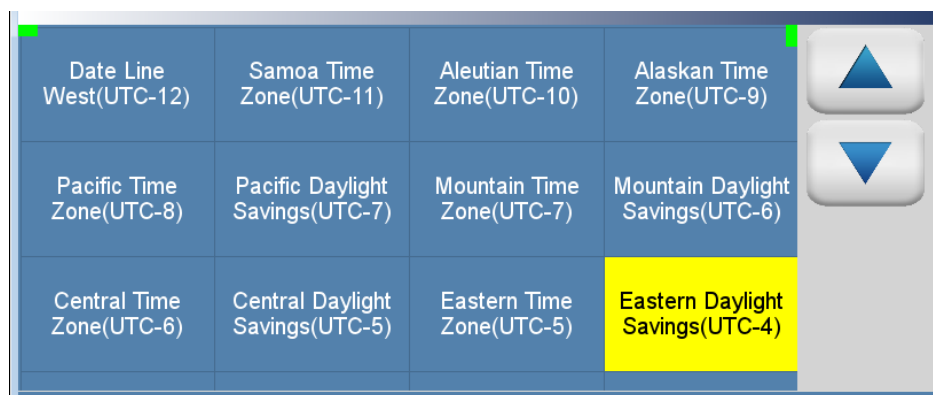 Date Line
West(UTC-12)
Samoa Time
Zone(UTC-11)
Aleutian Time
Zone(UTC-10)
Alaskan Time
Zone(UTC-9)
Pacific Time
Zone(UTC-8)
Pacific Daylight
Savings(UTC-7)
Mountain Time
Zone(UTC-7)
Mountain Daylight
Savings(UTC-6)
Central Time
Zone(UTC-6)
Central Daylight
Savings(UTC-5)
Eastern Time
Zone(UTC-5)
Eastern Daylight
Savings(UTC-4)